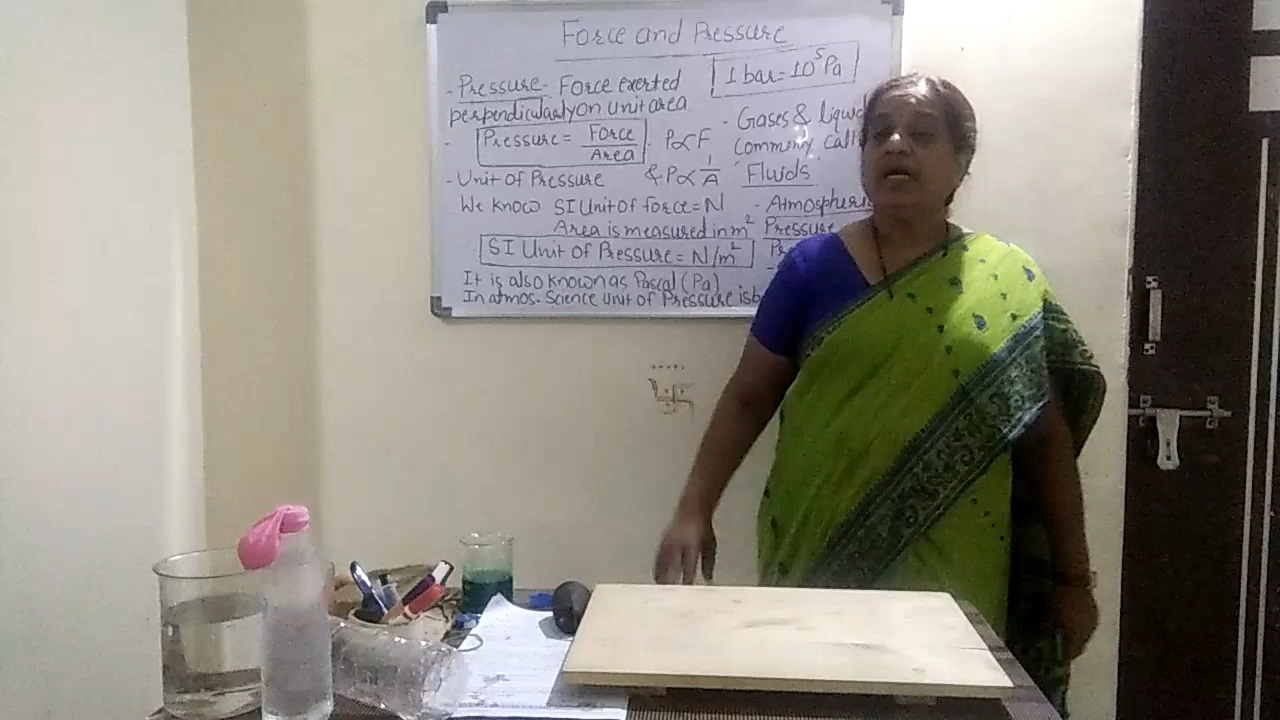 Force and Pressure
- Pressure - Force exerted
perpendicularly on unit area
- Pressure = Force / Area P∝F
& P∝ 1/A
- Unit of Pressure
We know SI Unit of force = N
Area is measured in m²
SI Unit of Pressure = N/m²
It is also known as Pascal (Pa)
In atmos. Science unit of Pressure is b
1 bar = 10⁵ Pa
- Gases & liquid
Commonly call
'Fluids'
- Atmospheri
Pressure
Pre